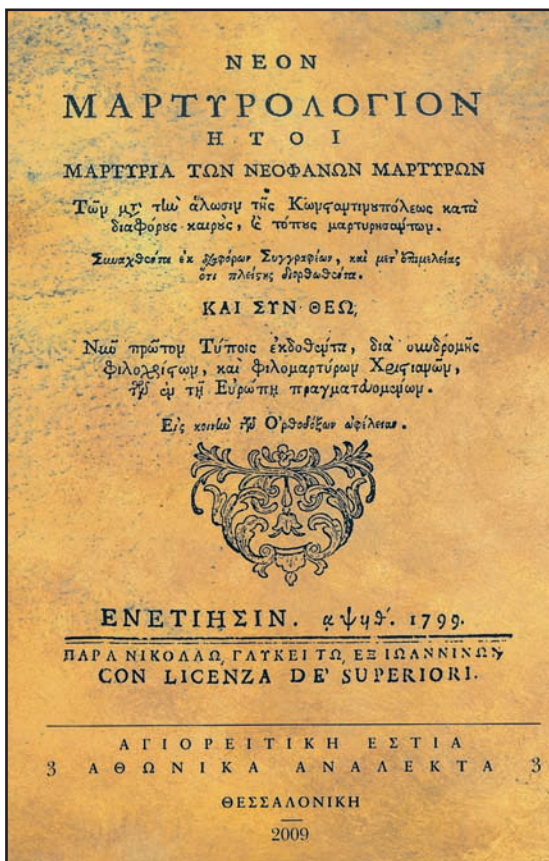 ΝΕΟΝ
ΜΑΡΤΥΡΟΛΟΓΙΟΝ
ΗΤΟΙ
ΜΑΡΤΥΡΙΑ ΤΩΝ ΝΕΟΦΑΝΩΝ ΜΑΡΤΥΡΩΝ
Τῶν μτ' τὴν ἅλωσιν τῆς Κωνσταντινουπόλεως κατὰ
διαφόρους καιροὺς, & τόπους μαρτυρησάντων.
Συναχθέντα ἐκ διαφόρων Συγγραφέων, καὶ μετ' ἐπιμελείας
ὅτι πλείστης διορθωθέντα.
ΚΑΙ ΣΥΝ ΘΕΩ,
Νῦν πρῶτον Τύποις ἐκδοθέντα, διὰ συνδρομῆς
φιλοχρίστων, καὶ φιλομαρτύρων Χριστιανῶν,
τῶν ἐν τῇ Εὐρώπῃ πραγματευομένων.
Εἰς κοινὴν τῶν Ὀρθοδόξων ὠφέλειαν.
ΕΝΕΤΙΗΣΙΝ. αψϟθ'. 1799.
ΠΑΡΑ ΝΙΚΟΛΑΩ, ΓΛΥΚΕΙ ΤΩ, ΕΞ ΙΩΑΝΝΙΝΩΝ,
CON LICENZA DE' SUPERIORI.
ΑΓΙΟΡΕΙΤΙΚΗ ΕΣΤΙΑ
3 ΑΘΩΝΙΚΑ ΑΝΑΛΕΚΤΑ 3
ΘΕΣΣΑΛΟΝΙΚΗ
2009